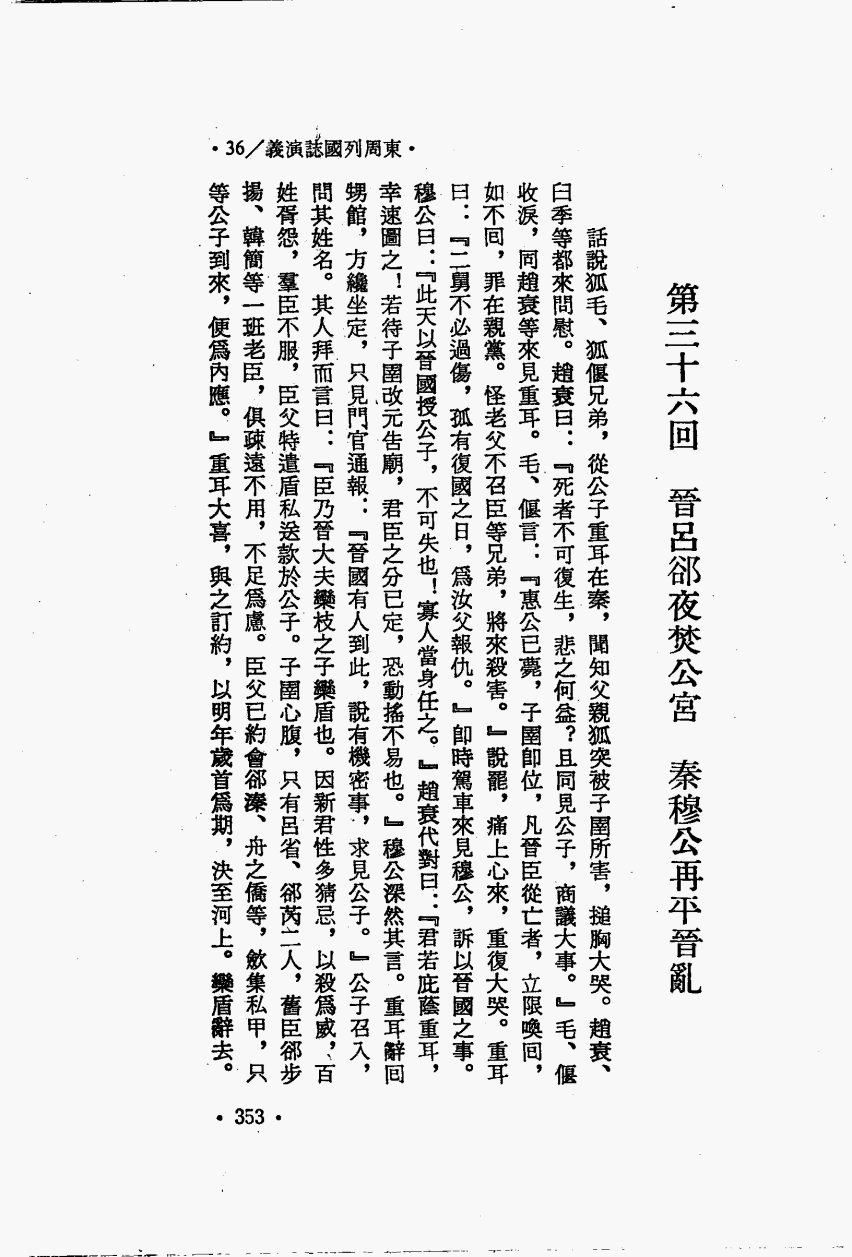 ·東周列國誌演義／36·
第三十六回　晉呂郤夜焚公宮　秦穆公再平晉亂
話說狐毛、狐偃兄弟，從公子重耳在秦，聞知父親狐突被子圉所害，搥胸大哭。趙衰、
臼季等都來問慰。趙衰曰：『死者不可復生，悲之何益？且同見公子，商議大事。』毛、偃
收淚，同趙衰等來見重耳。毛、偃言：『惠公已薨，子圉卽位，凡晉臣從亡者，立限喚回，
如不回，罪在親黨。怪老父不召臣等兄弟，將來殺害。』說罷，痛上心來，重復大哭。重耳
曰：『二舅不必過傷，孤有復國之日，爲汝父報仇。』卽時駕車來見穆公，訴以晉國之事。
穆公曰：『此天以晉國授公子，不可失也！寡人當身任之。』趙衰代對曰：『君若庇蔭重耳，
幸速圖之！若待子圉改元告廟，君臣之分已定，恐動搖不易也。』穆公深然其言。重耳辭回
甥館，方纔坐定，只見門官通報：『晉國有人到此，說有機密事，求見公子。』公子召入，
問其姓名。其人拜而言曰：『臣乃晉大夫欒枝之子欒盾也。因新君性多猜忌，以殺爲威，百
姓胥怨，羣臣不服，臣父特遣盾私送款於公子。子圉心腹，只有呂省、郤芮二人，舊臣郤步
揚、韓簡等一班老臣，俱疎遠不用，不足爲慮。臣父已約會郤溱、舟之僑等，歛集私甲，只
等公子到來，便爲內應。』重耳大喜，與之訂約，以明年歲首爲期，決至河上。欒盾辭去。
·353·